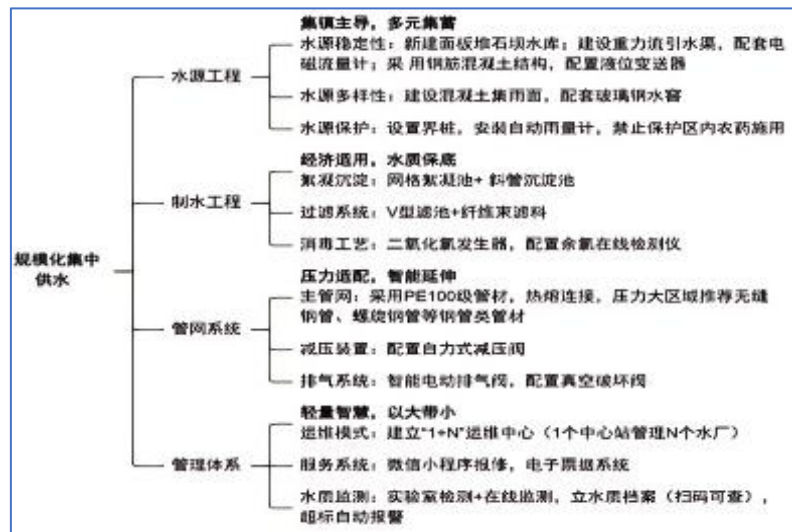 集镇主导，多元集蓄
水源稳定性：新建面板堆石坝水库；建设重力流引水渠，配套电
磁流量计；采 用钢筋混凝土结构，配置液位变送器
水源工程
水源多样性：建设混凝土集雨面，配套玻璃钢水窖
水源保护：设置界桩，安装自动雨量计，禁止保护区内农药施用
经济适用，水质保底
絮凝沉淀：网格絮凝池+ 斜管沉淀池
制水工程
过滤系统：V型滤池+纤维束滤料
消毒工艺：二氧化氯发生器，配置余氯在线检测仪
规模化集中
供水
压力适配，智能延伸
主管网：采用PE100级管材，热熔连接，压力大区域推荐无缝
钢管、螺旋钢管等钢管类管材
管网系统
减压装置：配置自力式减压阀
排气系统：智能电动排气阀，配置真空破坏阀
轻量智慧，以大带小
运维模式：建立“1+N”运维中心（1个中心站管理N个水厂）
管理体系
服务系统：微信小程序报修，电子票据系统
水质监测：实验室检测+在线监测，立水质档案（扫码可查），
超标自动报警